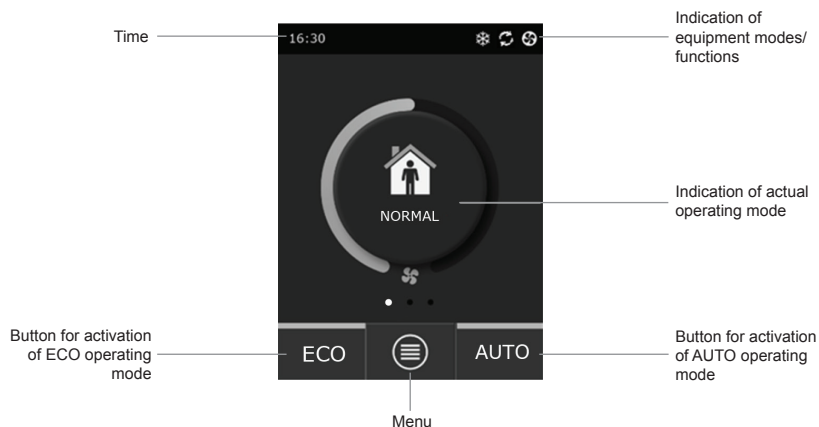 Time
16:30
Indication of
equipment modes/
functions
NORMAL
Indication of actual
operating mode
Button for activation
of ECO operating
mode
ECO
AUTO
Button for activation
of AUTO operating
mode
Menu